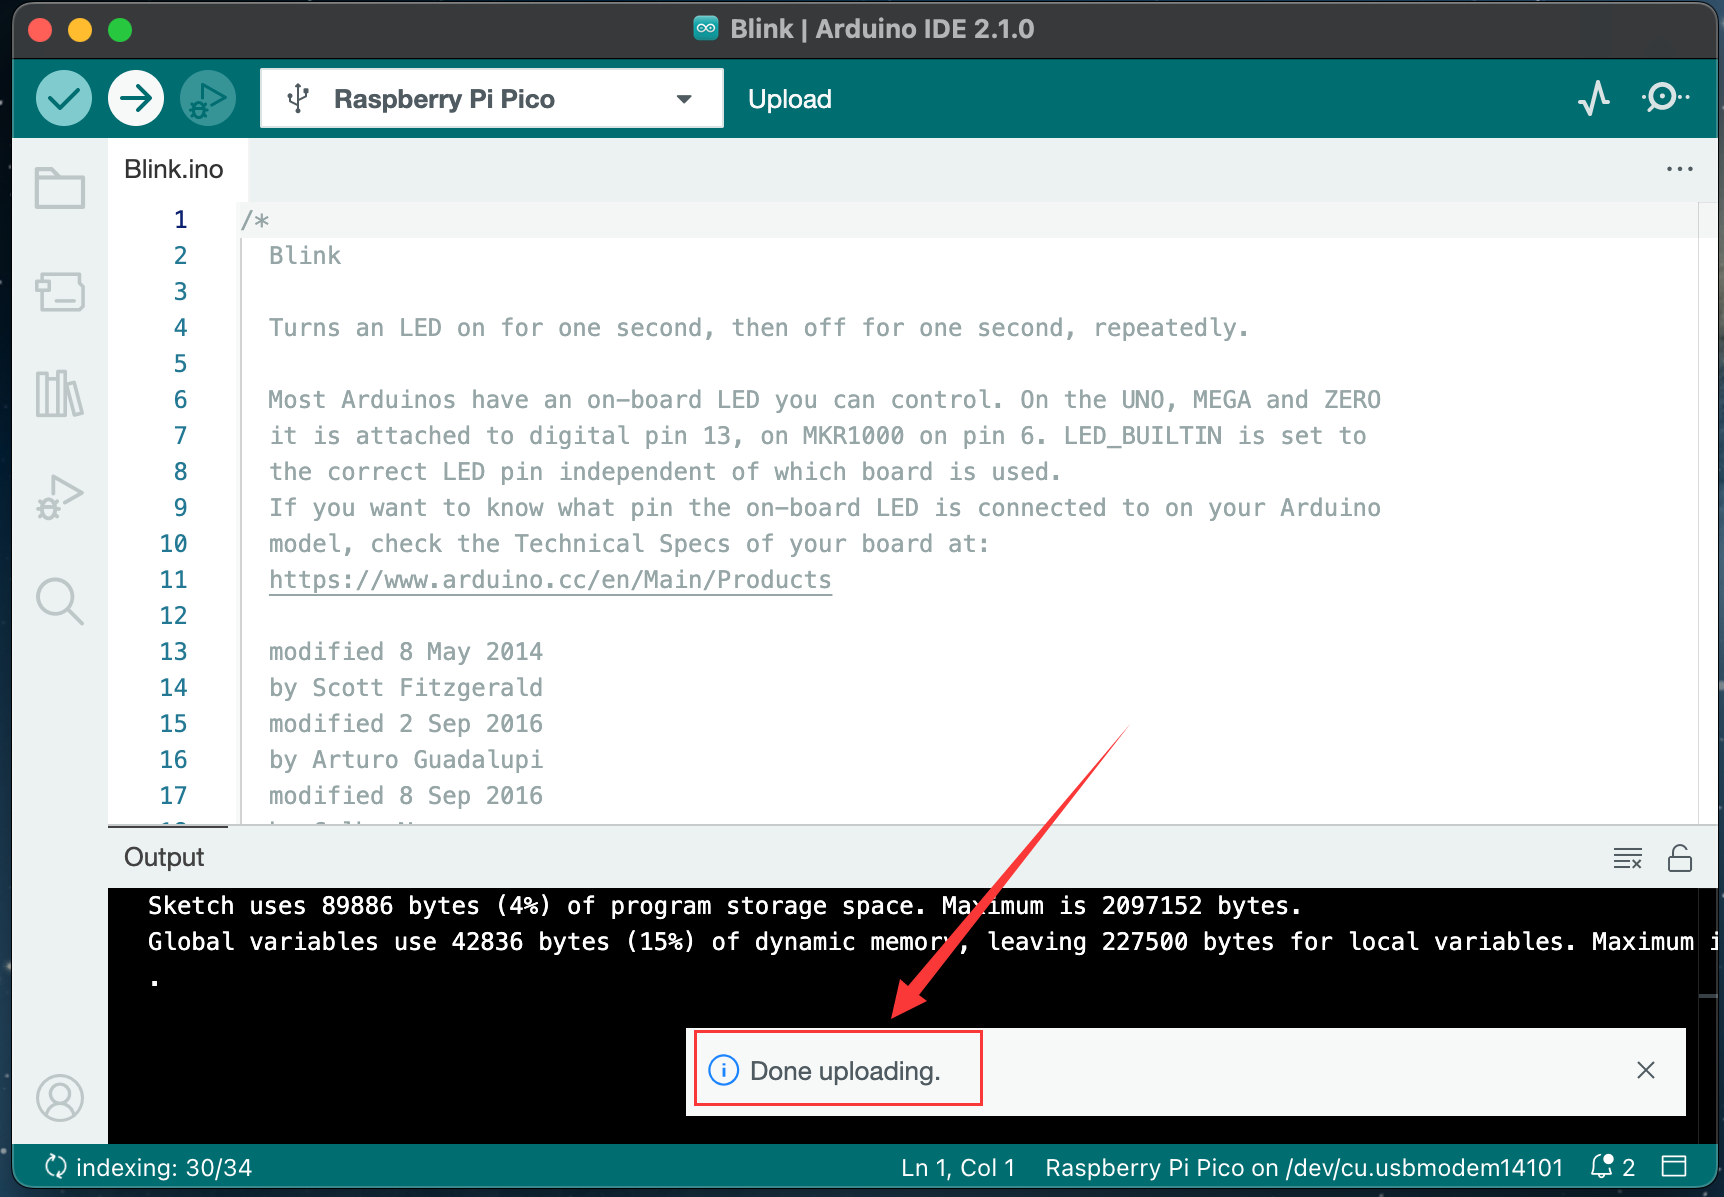 Blink | Arduino IDE 2.1.0
Raspberry Pi Pico
Upload
Blink.ino
1 /*
2 Blink
3
4 Turns an LED on for one second, then off for one second, repeatedly.
5
6 Most Arduinos have an on-board LED you can control. On the UNO, MEGA and ZERO
7 it is attached to digital pin 13, on MKR1000 on pin 6. LED_BUILTIN is set to
8 the correct LED pin independent of which board is used.
9 If you want to know what pin the on-board LED is connected to on your Arduino
10 model, check the Technical Specs of your board at:
11 https://www.arduino.cc/en/Main/Products
12
13 modified 8 May 2014
14 by Scott Fitzgerald
15 modified 2 Sep 2016
16 by Arturo Guadalupi
17 modified 8 Sep 2016
Output
Sketch uses 89886 bytes (4%) of program storage space. Maximum is 2097152 bytes.
Global variables use 42836 bytes (15%) of dynamic memory, leaving 227500 bytes for local variables. Maximum i
.
Done uploading.
indexing: 30/34
Ln 1, Col 1
Raspberry Pi Pico on /dev/cu.usbmodem14101
2